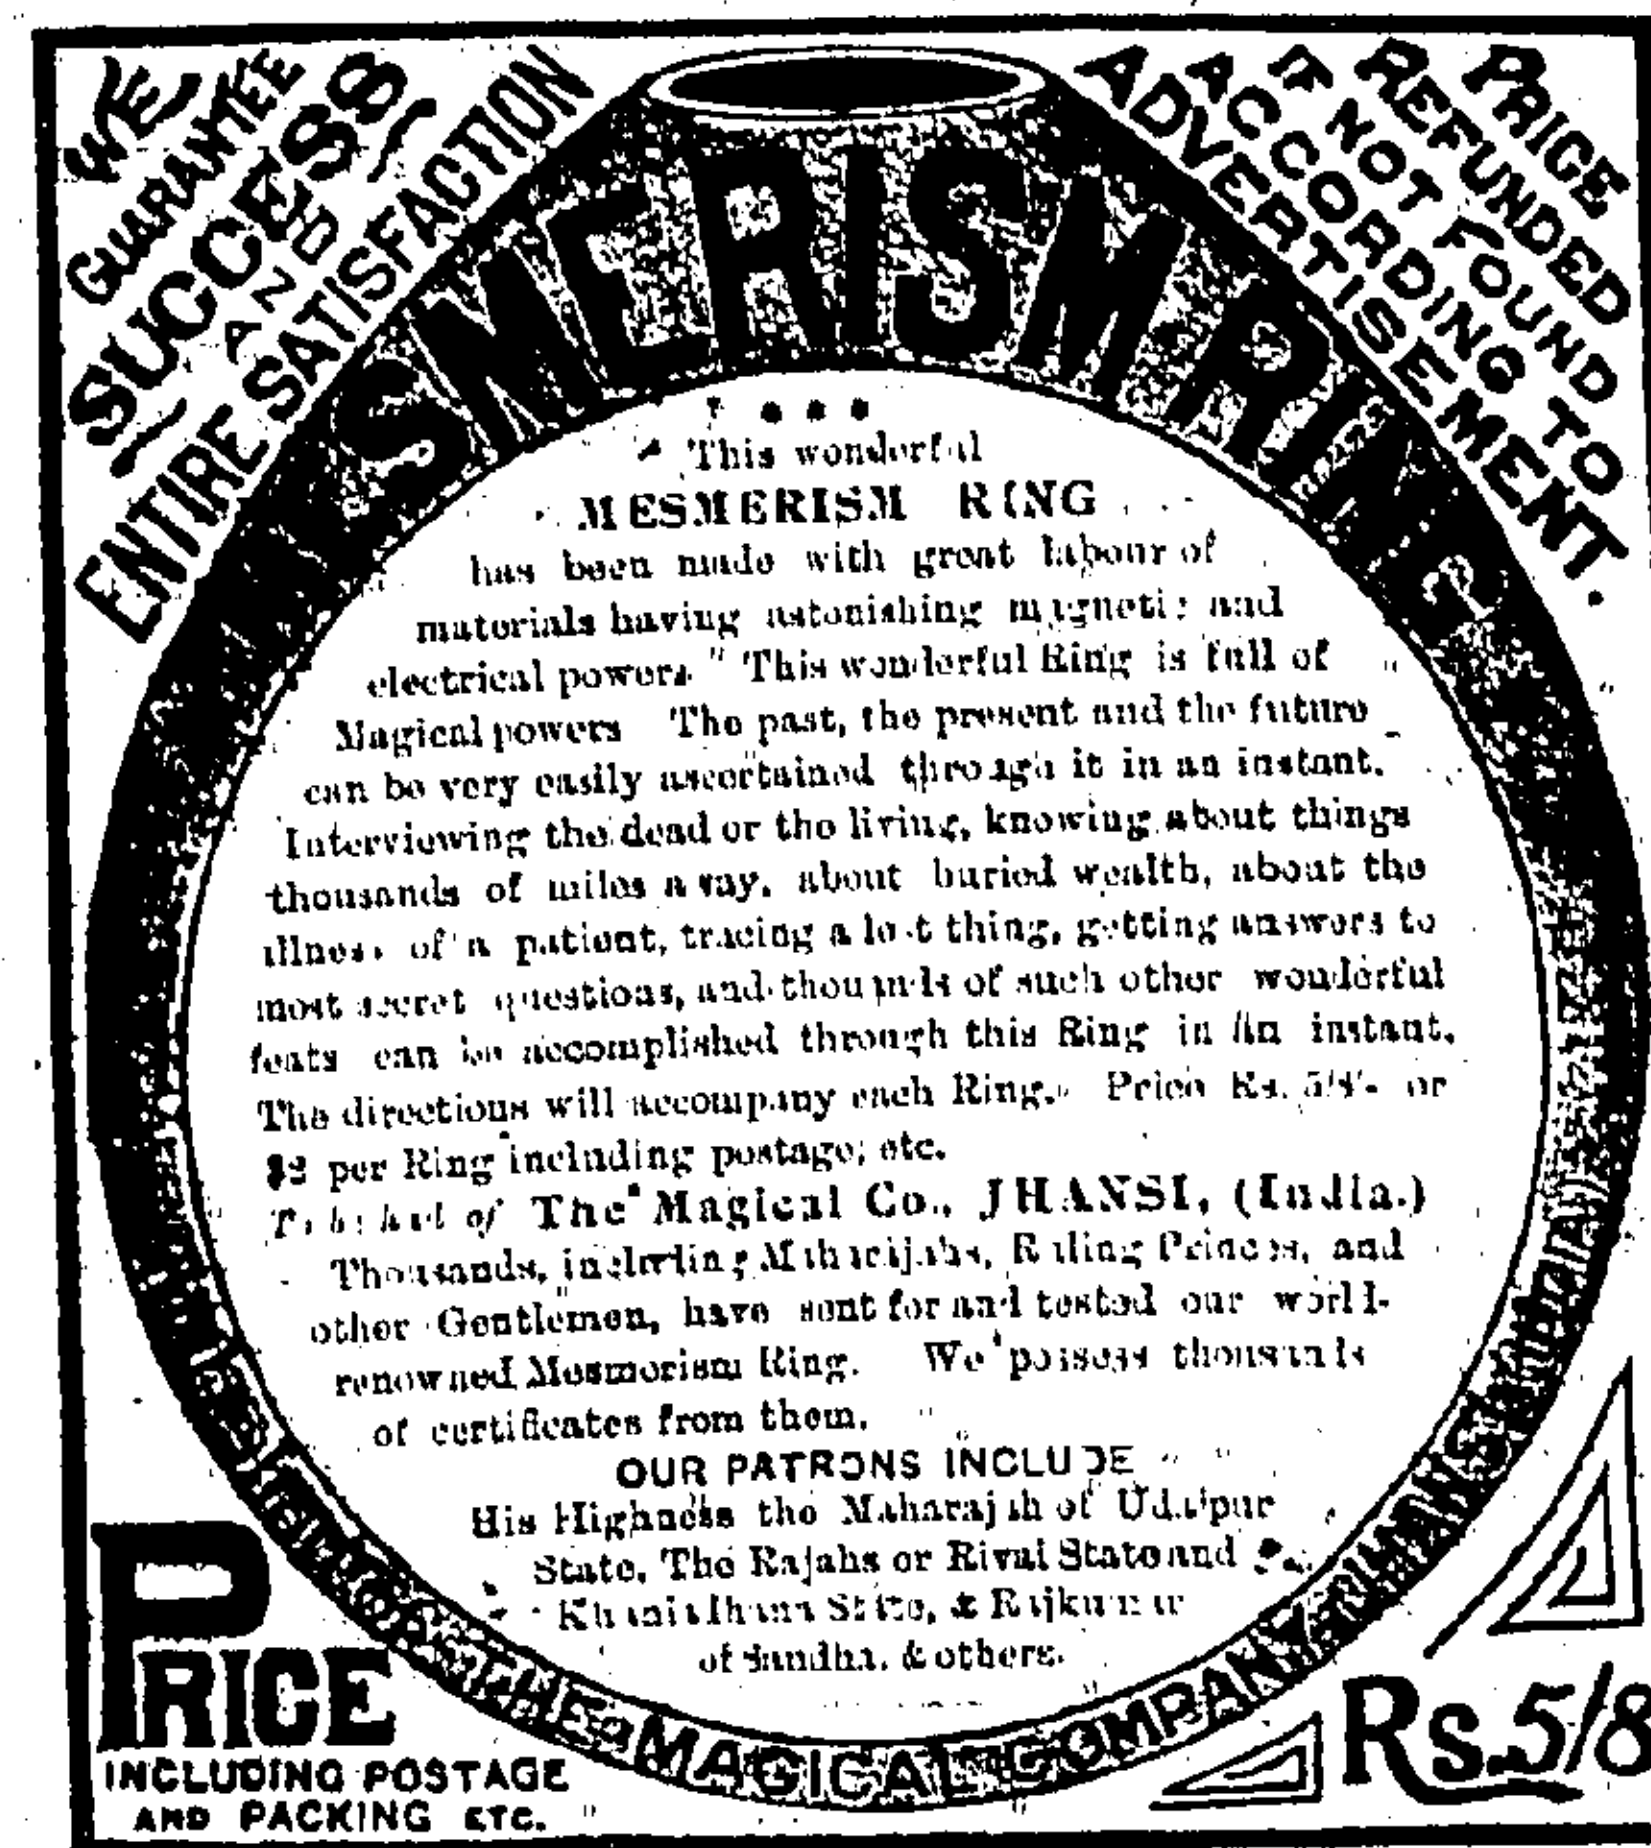 WE
GUARANTEE
SUCCESS
AND
ENTIRE SATISFACTION
PRICE
REFUNDED
IF NOT FOUND
ACCORDING TO
ADVERTISEMENT.
MESMERISM RING
This wonderful
MESMERISM RING
has been made with great labour of
materials having astonishing magnetic and
electrical powers " This wonderful Ring is full of
Magical powers The past, the present and the future
can be very easily ascertained through it in an instant.
Interviewing the dead or the living, knowing about things
thousands of miles away, about buried wealth, about the
illness of a patient, tracing a lost thing, getting answers to
most secret questions, and thousands of such other wonderful
feats can be accomplished through this Ring in an instant.
The directions will accompany each Ring. Price Rs. 5/8/- or
$2 per Ring including postage, etc.
To be had of The Magical Co., JHANSI, (India.)
Thousands, including Maharajahs, Ruling Princes, and
other Gentlemen, have sent for and tested our world-
renowned Mesmerism Ring. We possess thousands
of certificates from them.
OUR PATRONS INCLUDE
His Highness the Maharajah of Udaipur
State, The Rajahs or Rival State and
Khaniadhana State, & Rajkumar
of Sandha, & others.
THE MAGICAL COMPANY JHANSI INDIA
PRICE
INCLUDING POSTAGE
AND PACKING ETC.
Rs. 5/8